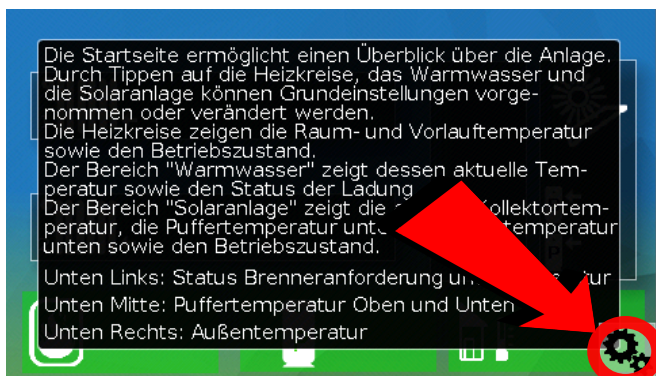 Die Startseite ermöglicht einen Überblick über die Anlage.
Durch Tippen auf die Heizkreise, das Warmwasser und
die Solaranlage können Grundeinstellungen vorge-
nommen oder verändert werden.
Die Heizkreise zeigen die Raum- und Vorlauftemperatur
sowie den Betriebszustand.
Der Bereich "Warmwasser" zeigt dessen aktuelle Tem-
peratur sowie den Status der Ladung
Der Bereich "Solaranlage" zeigt die Kollektortem-
peratur, die Puffertemperatur temperatur
unten sowie den Betriebszustand.
Unten Links: Status Brenneranforderung
Unten Mitte: Puffertemperatur Oben und Unten
Unten Rechts: Außentemperatur